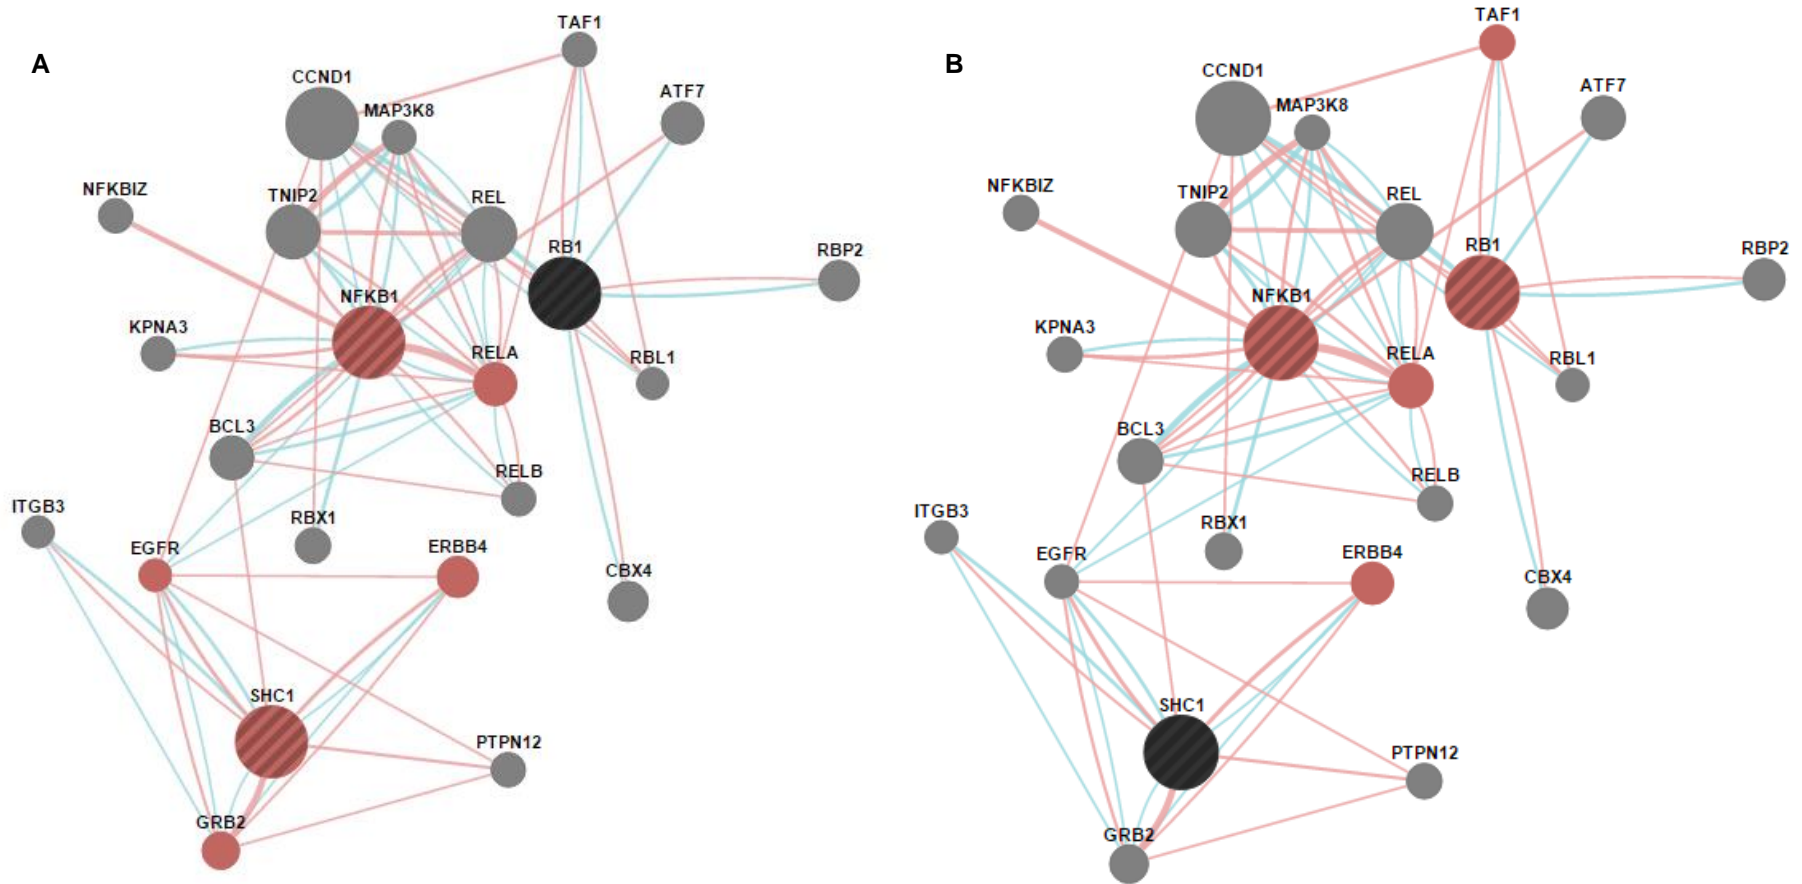 A
TAF1
CCND1
ATF7
MAP3K8
NFKBIZ
TNIP2
REL
RB1
RBP2
NFKB1
KPNA3
RELA
RBL1
BCL3
RELB
ITGB3
RBX1
EGFR
ERBB4
CBX4
SHC1
PTPN12
GRB2
B
TAF1
CCND1
ATF7
MAP3K8
NFKBIZ
TNIP2
REL
RB1
RBP2
NFKB1
KPNA3
RELA
RBL1
BCL3
RELB
ITGB3
RBX1
EGFR
ERBB4
CBX4
SHC1
PTPN12
GRB2